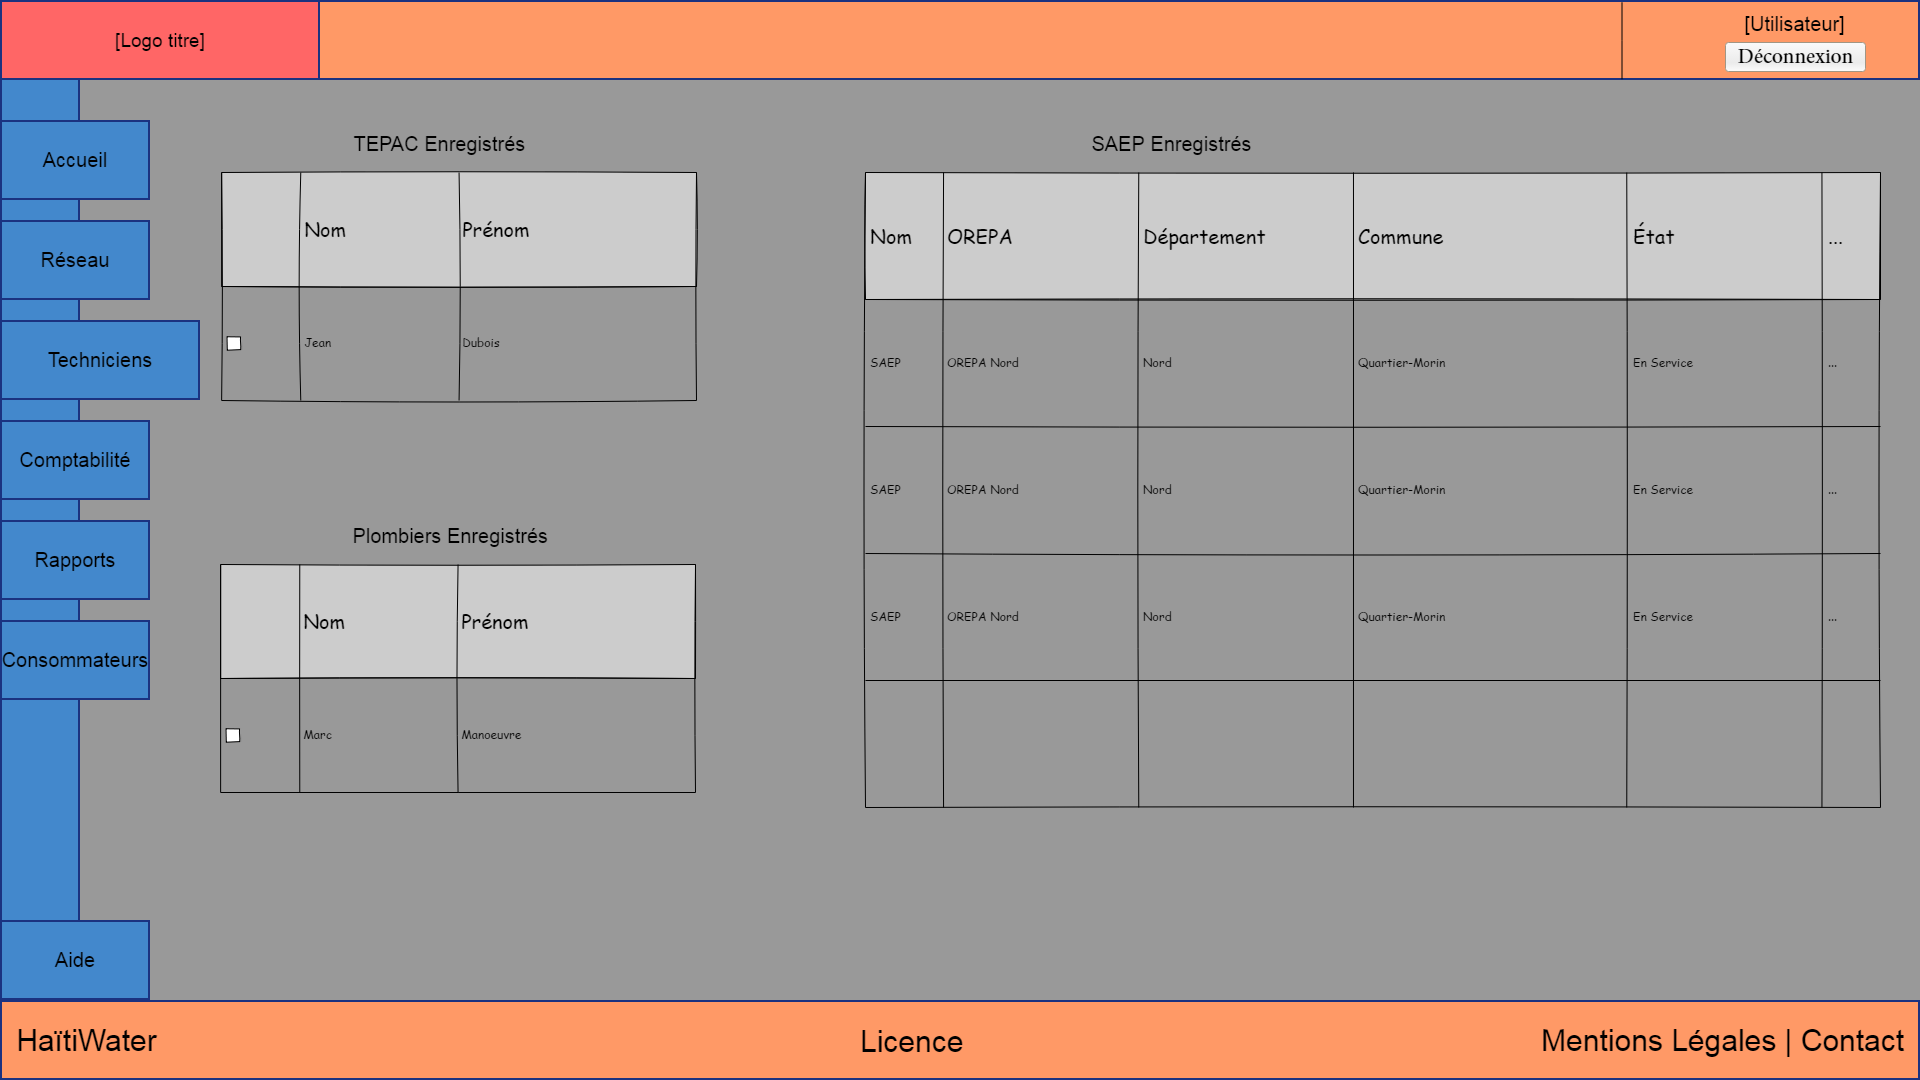 [Logo titre]
[Utilisateur]
Déconnexion
Accueil
Réseau
Techniciens
Comptabilité
Rapports
Consommateurs
Aide
TEPAC Enregistrés
Nom Prénom
Jean Dubois
Plombiers Enregistrés
Nom Prénom
Marc Manoeuvre
SAEP Enregistrés
Nom OREPA Département Commune État ...
SAEP OREPA Nord Nord Quartier-Morin En Service ...
SAEP OREPA Nord Nord Quartier-Morin En Service ...
SAEP OREPA Nord Nord Quartier-Morin En Service ...
HaïtiWater
Licence
Mentions Légales | Contact